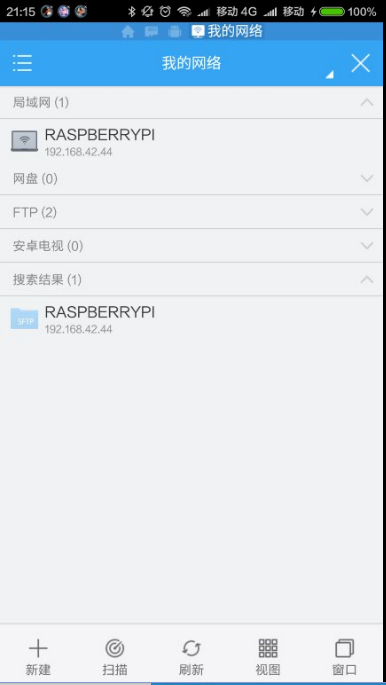 21:15 移动 4G 移动 100%
我的网络
我的网络
局域网 (1)
RASPBERRYPI
192.168.42.44
网盘 (0)
FTP (2)
安卓电视 (0)
搜索结果 (1)
SFTP
RASPBERRYPI
192.168.42.44
新建 扫描 刷新 视图 窗口